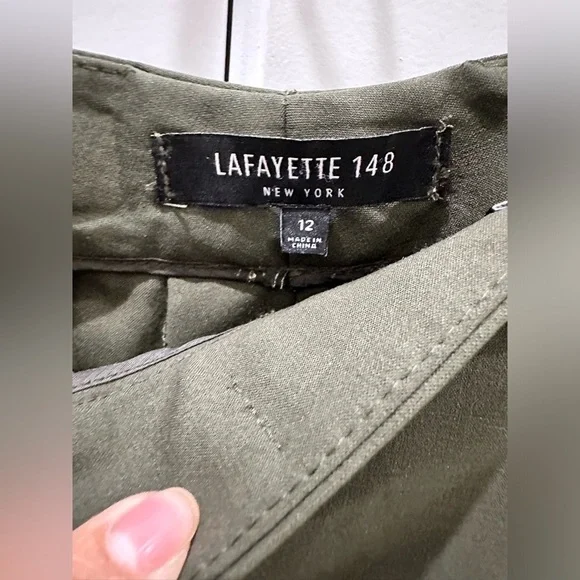 LAFAYETTE 148
NEW YORK
12
MADE IN
CHINA